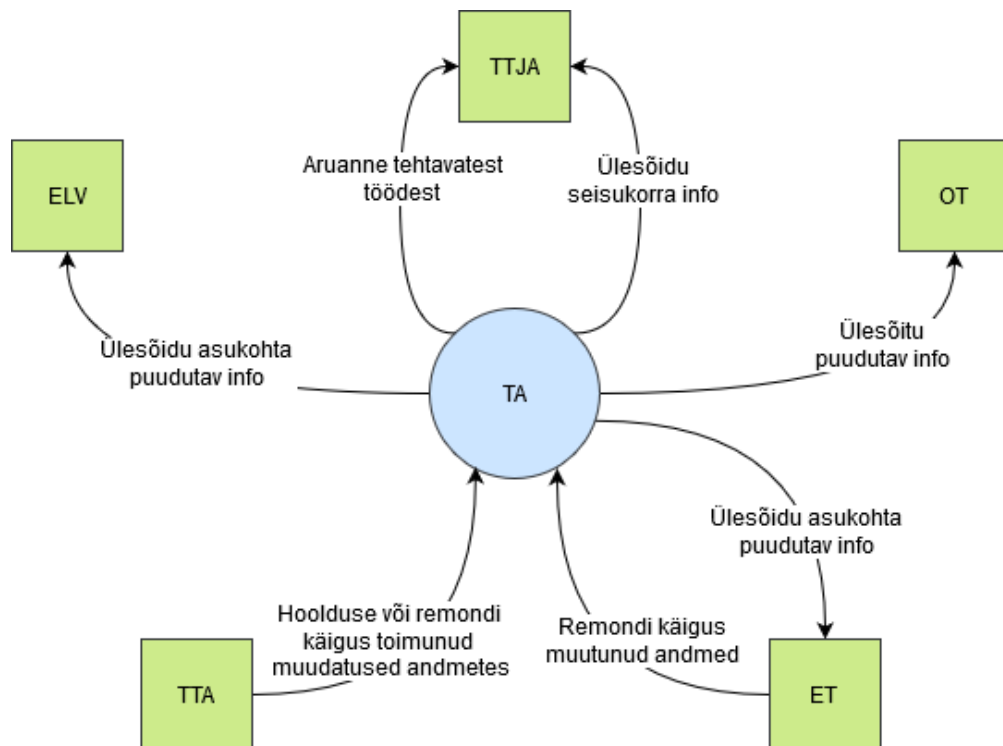 TTJA
Aruanne tehtavatest
töödest
Ülesõidu
seisukorra info
ELV
OT
Ülesõidu asukohta
puudutav info
Ülesõitu
puudutav info
TA
Ülesõidu asukohta
puudutav info
Hoolduse või remondi
käigus toimunud
muudatused andmetes
Remondi käigus
muutunud andmed
TTA
ET